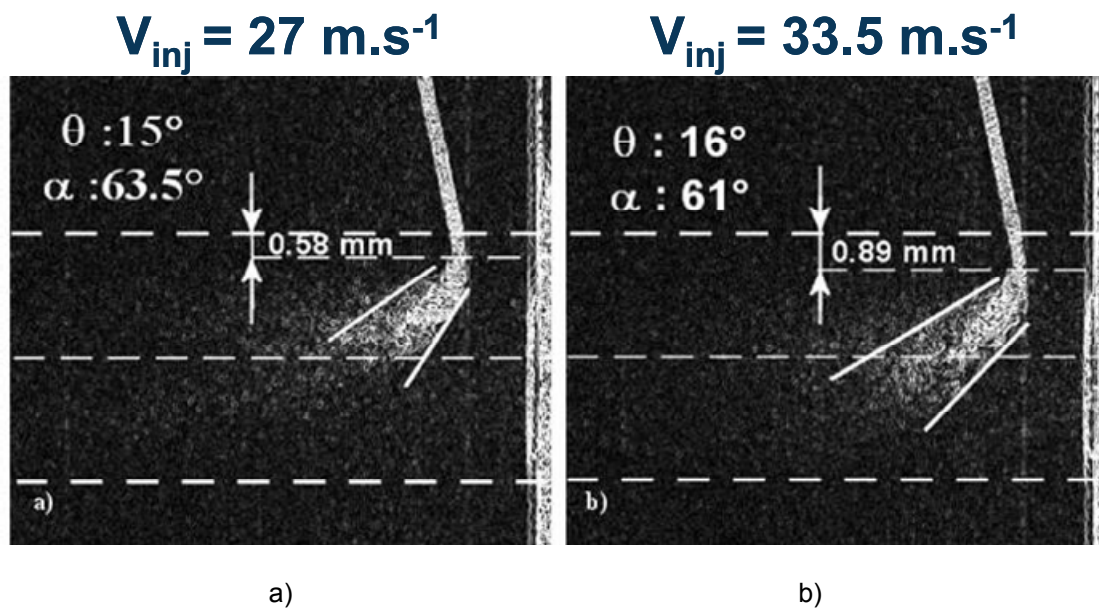 V_inj = 27 m.s⁻¹
V_inj = 33.5 m.s⁻¹
θ :15°
α :63.5°
0.58 mm
a)
θ : 16°
α : 61°
0.89 mm
b)
a)
b)